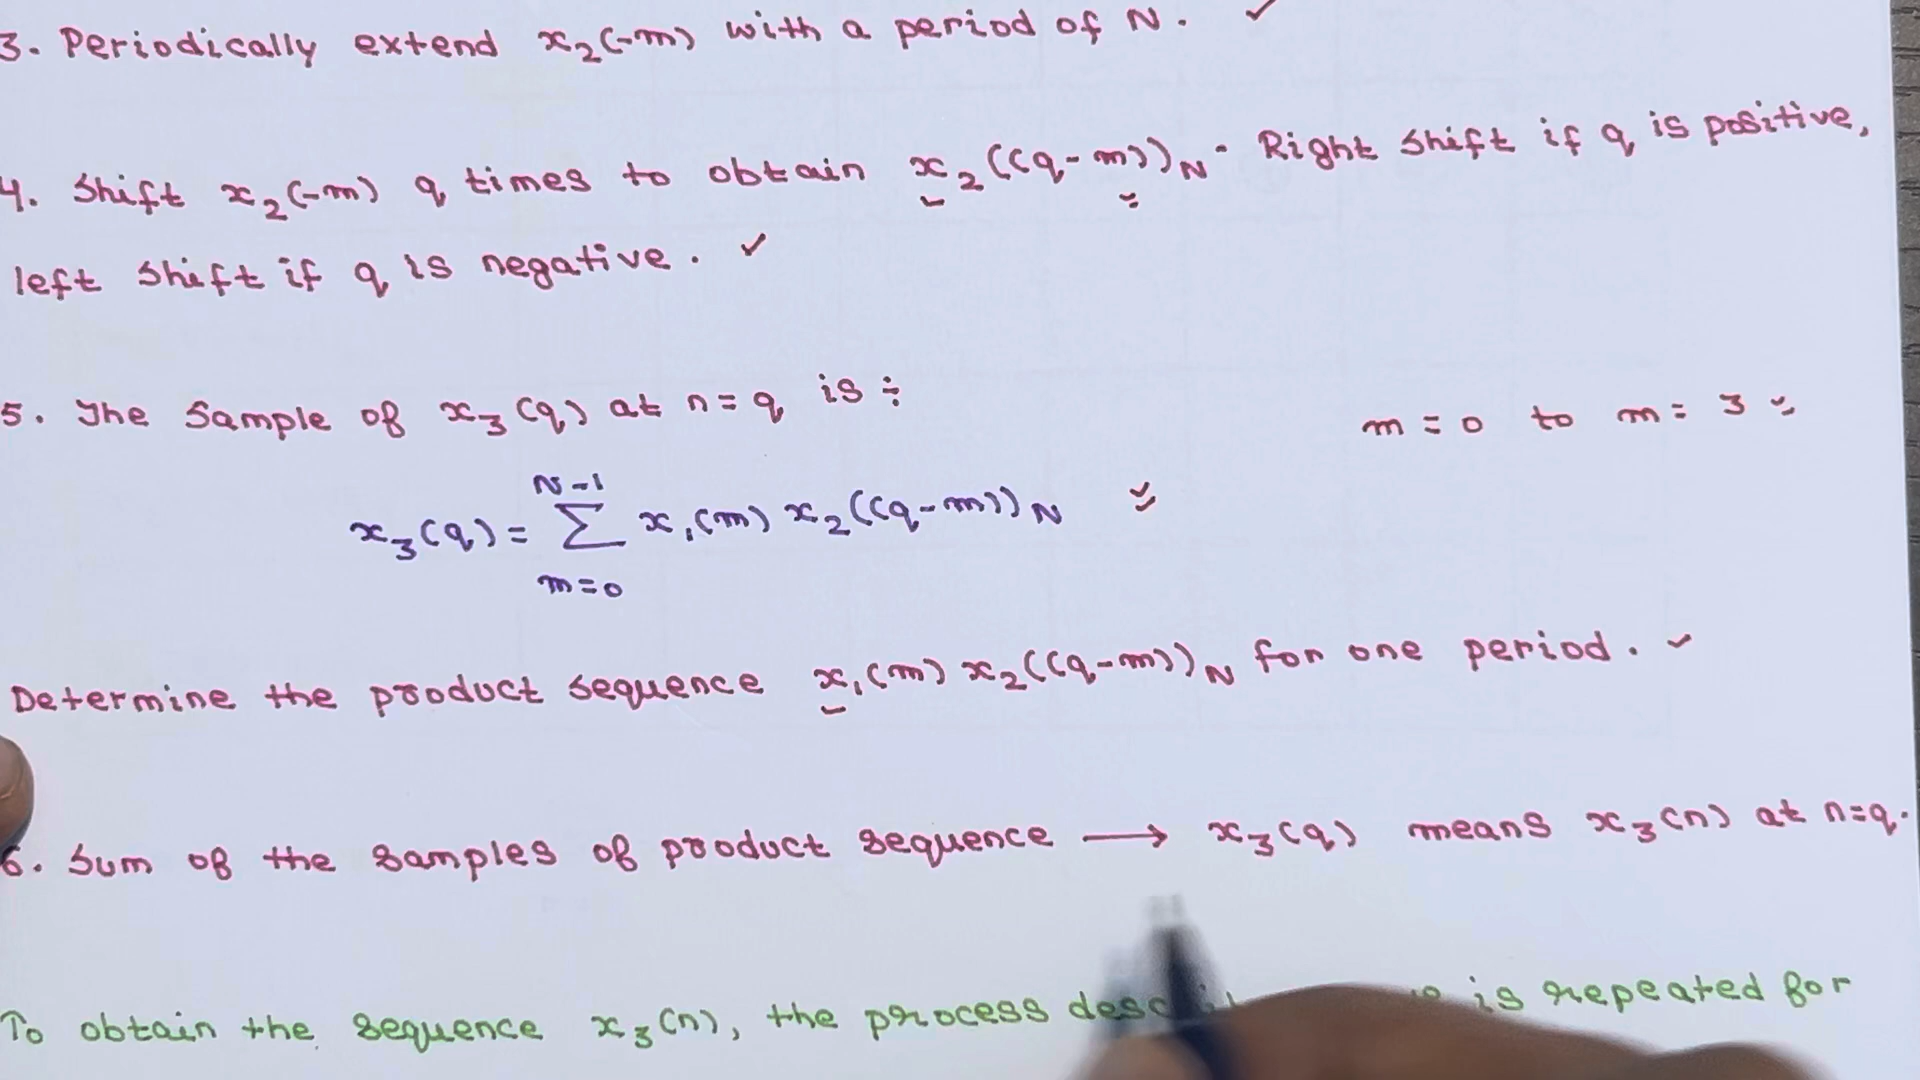 3. Periodically extend x₂(-m) with a period of N. ✓
4. Shift x₂(-m) q times to obtain x₂((q-m))N. Right shift if q is positive,
left shift if q is negative. ✓
5. The Sample of x₃(q) at n=q is ÷
m = 0 to m = 3
N-1
x₃(q) = Σ x₁(m) x₂((q-m))N
m=0
Determine the product sequence x₁(m) x₂((q-m))N for one period. ✓
6. Sum of the samples of product sequence → x₃(q) means x₃(n) at n=q.
To obtain the sequence x₃(n), the process is repeated for